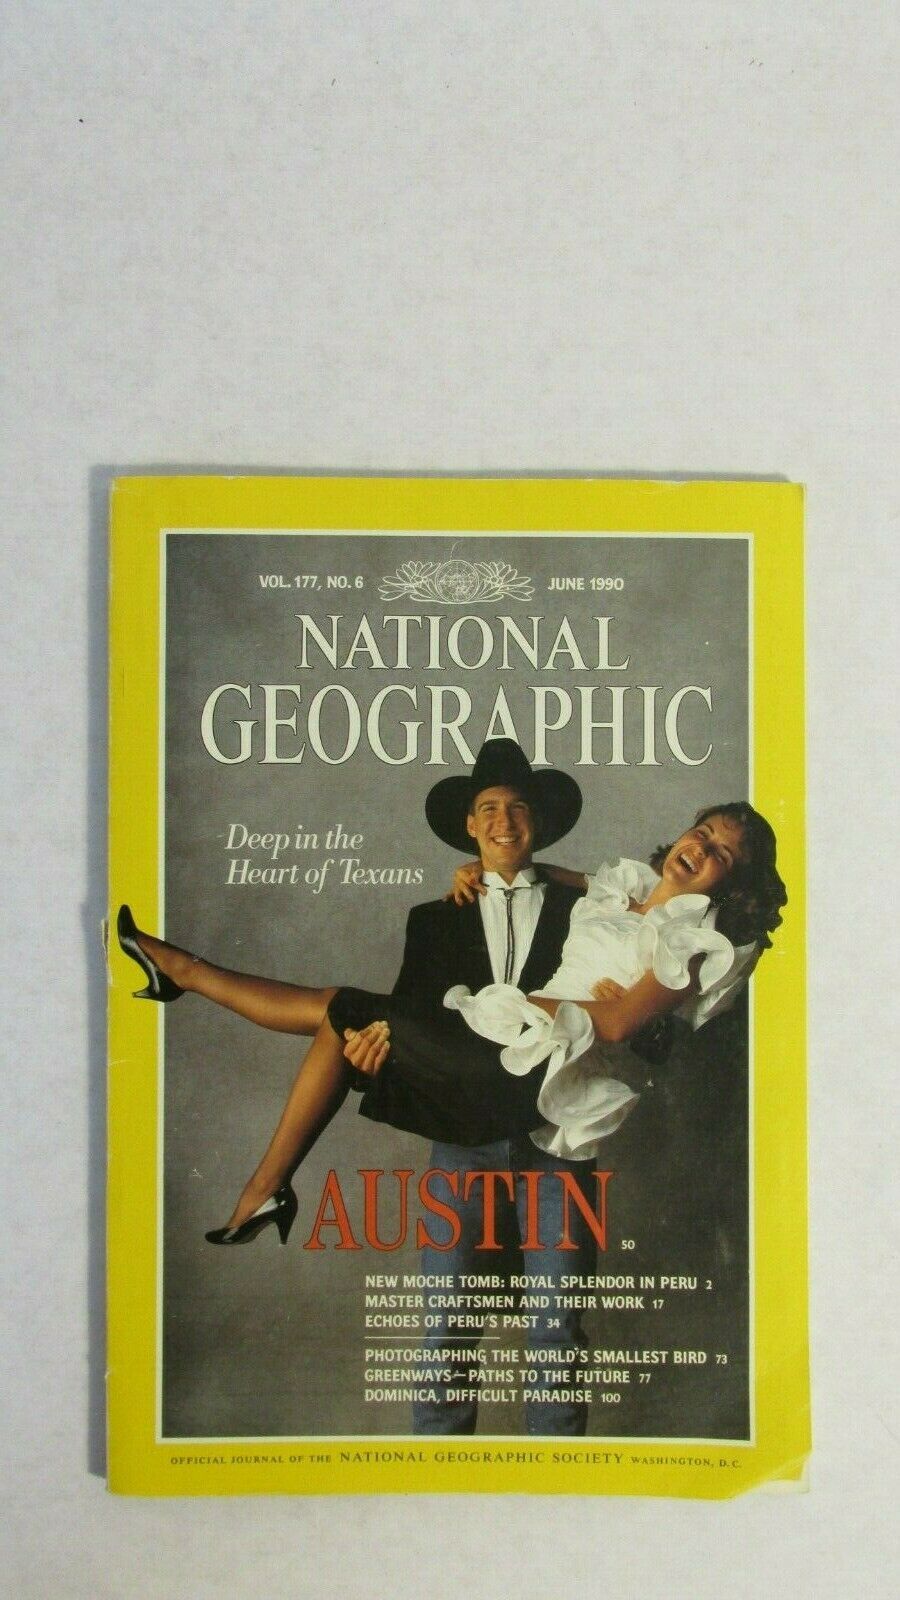 VOL. 177, NO. 6 JUNE 1990
NATIONAL
GEOGRAPHIC
Deep in the
Heart of Texans
AUSTIN 50
NEW MOCHE TOMB: ROYAL SPLENDOR IN PERU 2
MASTER CRAFTSMEN AND THEIR WORK 17
ECHOES OF PERU'S PAST 34
PHOTOGRAPHING THE WORLD'S SMALLEST BIRD 73
GREENWAYS—PATHS TO THE FUTURE 77
DOMINICA, DIFFICULT PARADISE 100
OFFICIAL JOURNAL OF THE NATIONAL GEOGRAPHIC SOCIETY WASHINGTON, D.C.